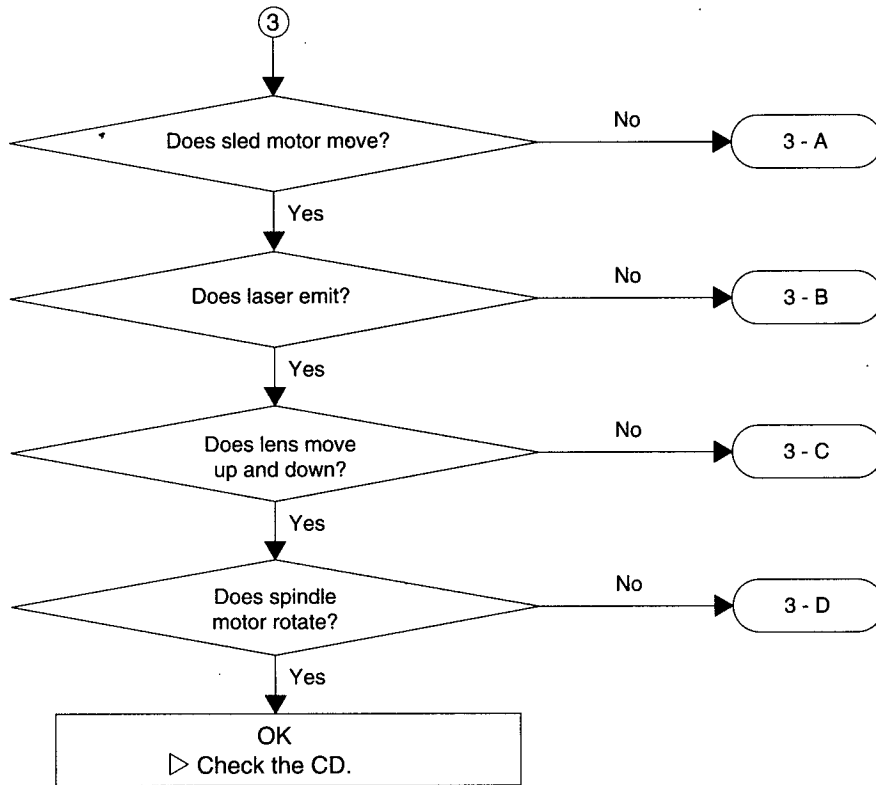 3
Does sled motor move?
No
3 - A
Yes
Does laser emit?
No
3 - B
Yes
Does lens move
up and down?
No
3 - C
Yes
Does spindle
motor rotate?
No
3 - D
Yes
OK
▷ Check the CD.